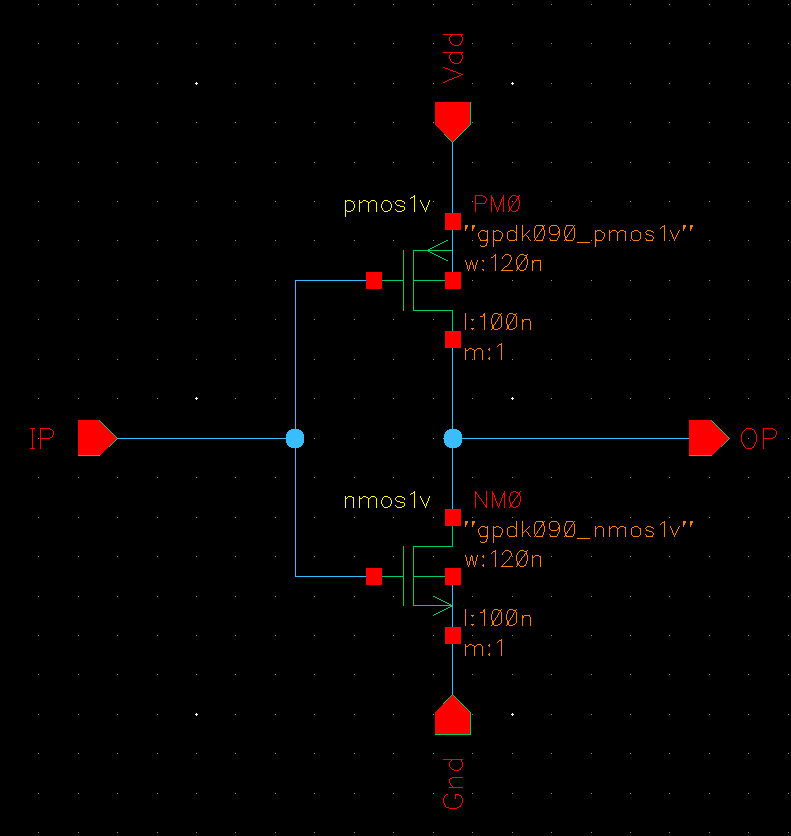 Vdd
pmos1v PM0
"gpdk090_pmos1v"
w:120n
l:100n
m:1
IP OP
nmos1v NM0
"gpdk090_nmos1v"
w:120n
l:100n
m:1
Gnd